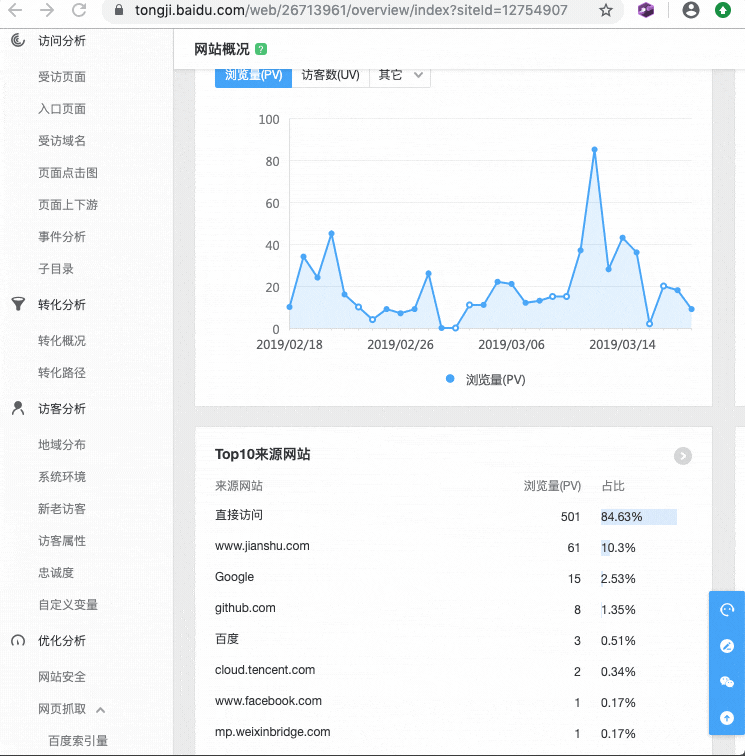 tongji.baidu.com/web/26713961/overview/index?siteId=12754907
访问分析
受访页面
入口页面
受访域名
页面点击图
页面上下游
事件分析
子目录
转化分析
转化概况
转化路径
访客分析
地域分布
系统环境
新老访客
访客属性
忠诚度
自定义变量
优化分析
网站安全
网页抓取
百度索引量
网站概况 ?
浏览量(PV) 访客数(UV) 其它
100
80
60
40
20
0
2019/02/18 2019/02/26 2019/03/06 2019/03/14
浏览量(PV)
Top10来源网站
来源网站 浏览量(PV) 占比
直接访问 501 84.63%
www.jianshu.com 61 10.3%
Google 15 2.53%
github.com 8 1.35%
百度 3 0.51%
cloud.tencent.com 2 0.34%
www.facebook.com 1 0.17%
mp.weixinbridge.com 1 0.17%